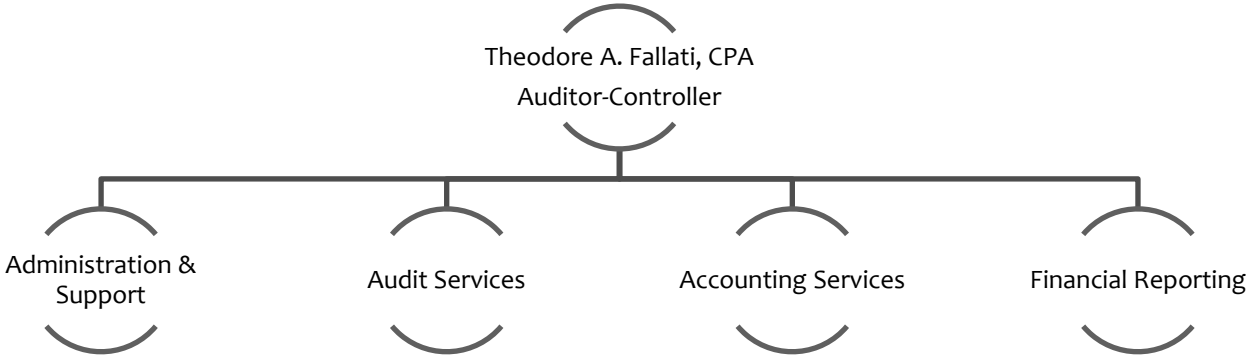 Theodore A. Fallati, CPA
Auditor-Controller
Administration &
Support
Audit Services
Accounting Services
Financial Reporting